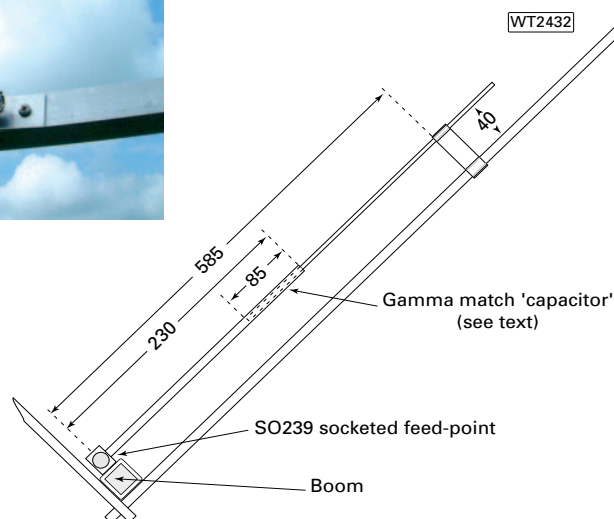 WT2432
40
585
85
230
Gamma match 'capacitor'
(see text)
SO239 socketed feed-point
Boom